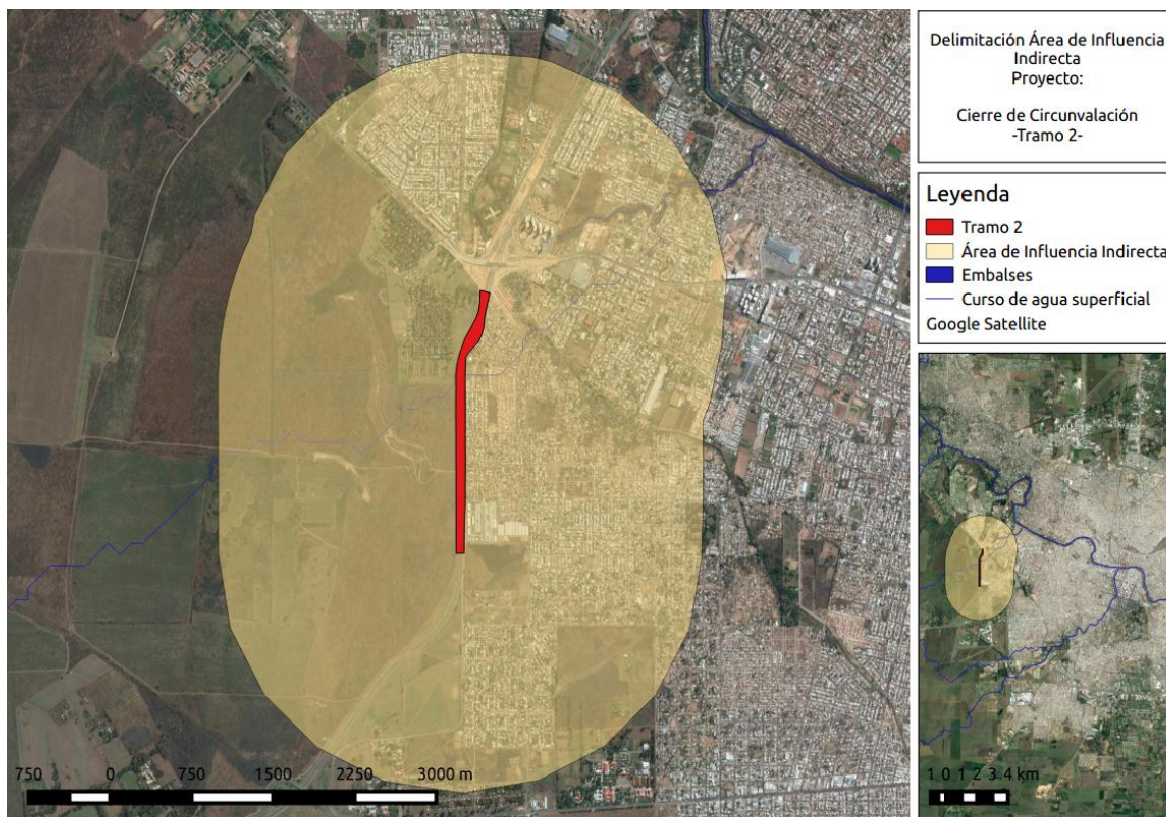 Delimitación Área de Influencia
Indirecta
Proyecto:
Cierre de Circunvalación
-Tramo 2-
Leyenda
Tramo 2
Área de Influencia Indirecta
Embalses
Curso de agua superficial
Google Satellite
750 0 750 1500 2250 3000 m
1 0 1 2 3.4 km